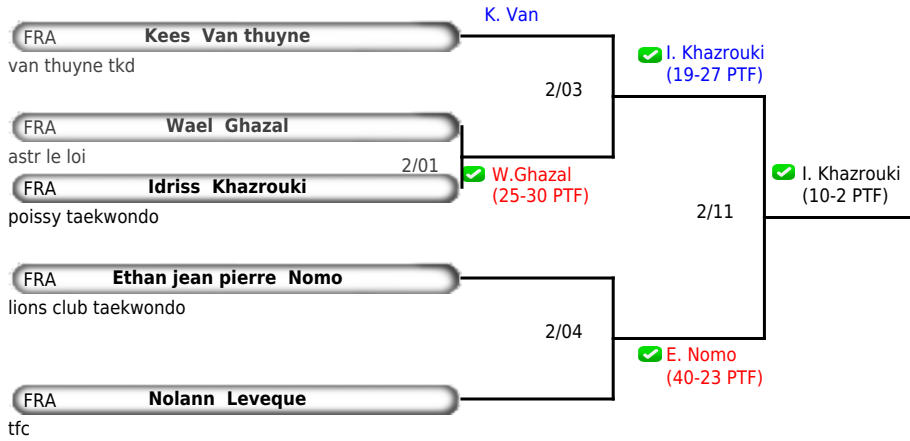 K. Van
FRA Kees Van thuyne
van thuyne tkd
I. Khazrouki
(19-27 PTF)
2/03
FRA Wael Ghazal
astr le loi
2/01
W.Ghazal
(25-30 PTF)
FRA Idriss Khazrouki
poissy taekwondo
I. Khazrouki
(10-2 PTF)
2/11
FRA Ethan jean pierre Nomo
lions club taekwondo
2/04
E. Nomo
(40-23 PTF)
FRA Nolann Leveque
tfc